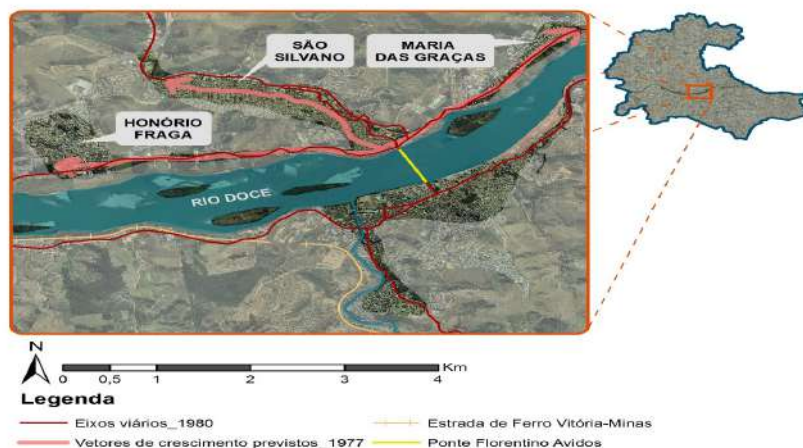 SÃO
SILVANO
MARIA
DAS GRAÇAS
HONÓRIO
FRAGA
RIO DOCE
N
Km
0 0,5 1 2 3 4
Legenda
Eixos viários_1980
Estrada de Ferro Vitória-Minas
Vetores de crescimento previstos_1977
Ponte Florentino Avidos